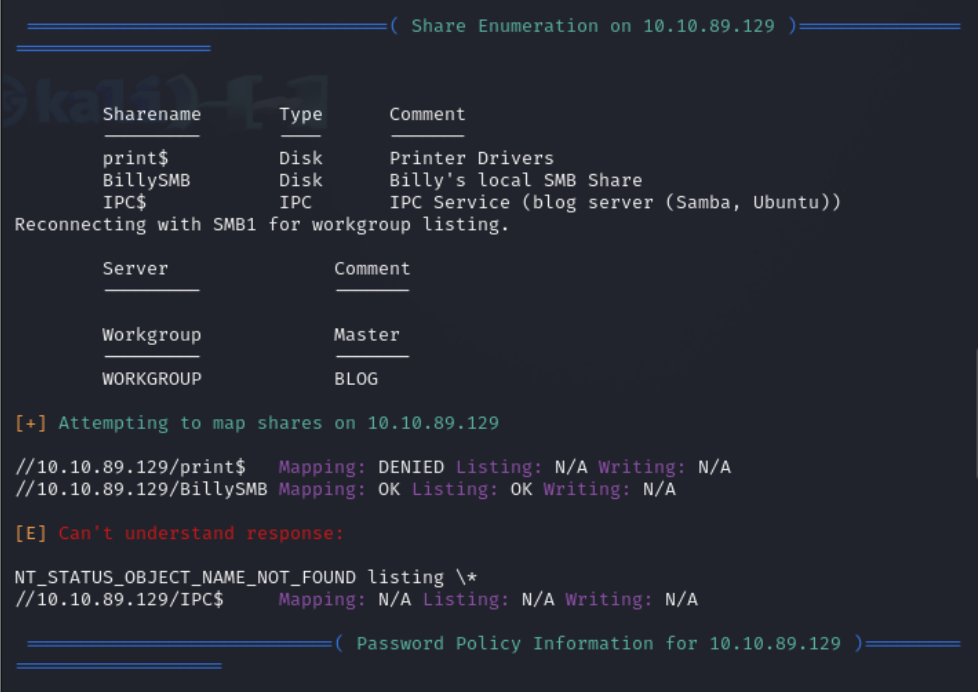 ( Share Enumeration on 10.10.89.129 )
Sharename Type Comment
print$ Disk Printer Drivers
BillySMB Disk Billy's local SMB Share
IPC$ IPC IPC Service (blog server (Samba, Ubuntu))
Reconnecting with SMB1 for workgroup listing.
Server Comment
Workgroup Master
WORKGROUP BLOG
[+] Attempting to map shares on 10.10.89.129
//10.10.89.129/print$ Mapping: DENIED Listing: N/A Writing: N/A
//10.10.89.129/BillySMB Mapping: OK Listing: OK Writing: N/A
[E] Can't understand response:
NT_STATUS_OBJECT_NAME_NOT_FOUND listing \*
//10.10.89.129/IPC$ Mapping: N/A Listing: N/A Writing: N/A
( Password Policy Information for 10.10.89.129 )